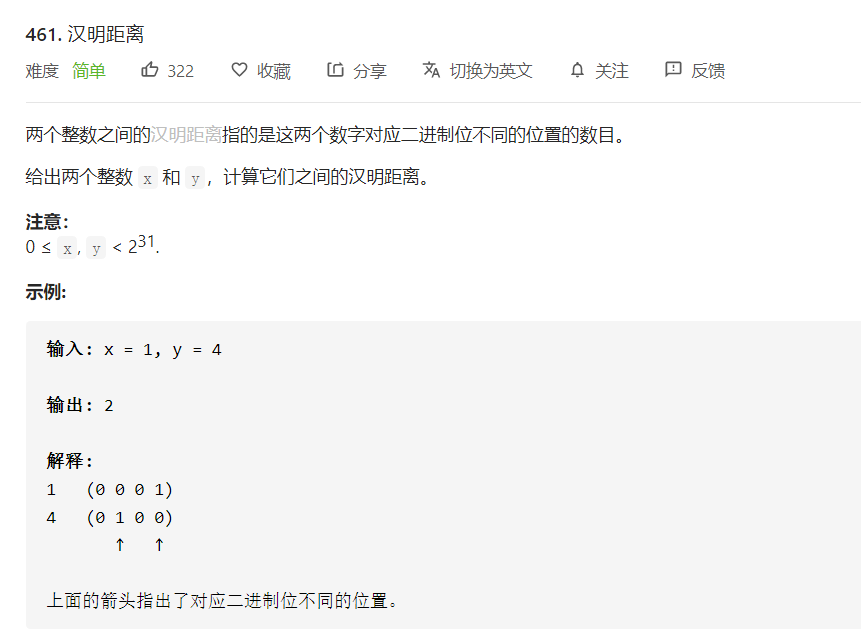 461. 汉明距离
难度 简单 322 收藏 分享 切换为英文 关注 反馈
两个整数之间的汉明距离指的是这两个数字对应二进制位不同的位置的数目。
给出两个整数 x 和 y，计算它们之间的汉明距离。
注意：
0 ≤ x, y < 2³¹.
示例:
输入: x = 1, y = 4
输出: 2
解释:
1 (0 0 0 1)
4 (0 1 0 0)
↑ ↑
上面的箭头指出了对应二进制位不同的位置。